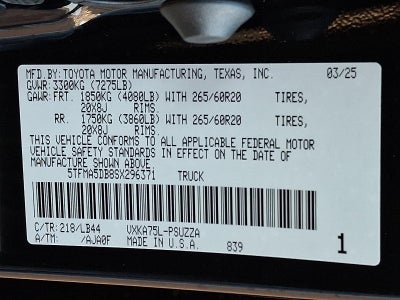 MFD.BY: TOYOTA MOTOR MANUFACTURING, TEXAS, INC. 03/25
GVWR: 3300KG (7275LB)
GAWR: FRT. 1850KG (4080LB) WITH 265/60R20 TIRES,
20X8J RIMS.
RR. 1750KG (3860LB) WITH 265/60R20 TIRES,
20X8J RIMS.
THIS VEHICLE CONFORMS TO ALL APPLICABLE FEDERAL MOTOR
VEHICLE SAFETY STANDARDS IN EFFECT ON THE DATE OF
MANUFACTURE SHOWN ABOVE.
5TFMA5DB8SX296371 TRUCK
C/TR: 218/LB44 VXKA75L-PSUZZA
A/TM: /AJA0F MADE IN U.S.A. 839 1